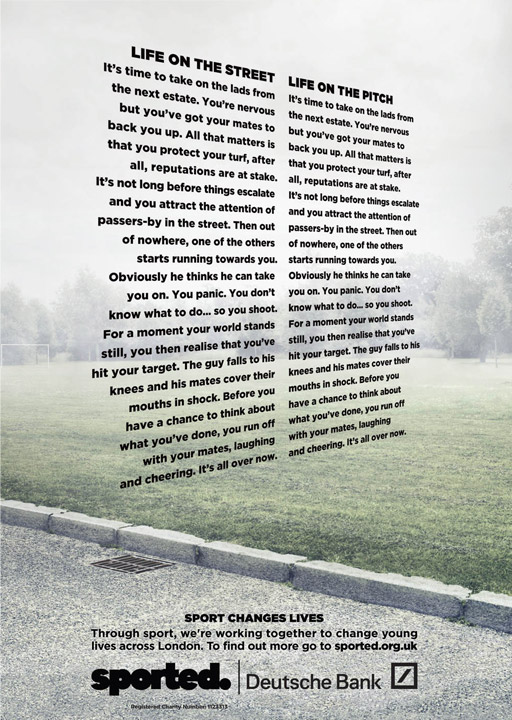 LIFE ON THE STREET
It's time to take on the lads from
the next estate. You're nervous
but you've got your mates to
back you up. All that matters is
that you protect your turf, after
all, reputations are at stake.
It's not long before things escalate
and you attract the attention of
passers-by in the street. Then out
of nowhere, one of the others
starts running towards you.
Obviously he thinks he can take
you on. You panic. You don't
know what to do... so you shoot.
For a moment your world stands
still, you then realise that you've
hit your target. The guy falls to his
knees and his mates cover their
mouths in shock. Before you
have a chance to think about
what you've done, you run off
with your mates, laughing
and cheering. It's all over now.
LIFE ON THE PITCH
It's time to take on the lads from
the next estate. You're nervous
but you've got your mates to
back you up. All that matters is
that you protect your turf, after
all, reputations are at stake.
It's not long before things escalate
and you attract the attention of
passers-by in the street. Then out
of nowhere, one of the others
starts running towards you.
Obviously he thinks he can take
you on. You panic. You don't
know what to do... so you shoot.
For a moment your world stands
still, you then realise that you've
hit your target. The guy falls to his
knees and his mates cover their
mouths in shock. Before you
have a chance to think about
what you've done, you run off
with your mates, laughing
and cheering. It's all over now.
SPORT CHANGES LIVES
Through sport, we're working together to change young
lives across London. To find out more go to sported.org.uk
sported. Deutsche Bank
Registered Charity Number 1123313